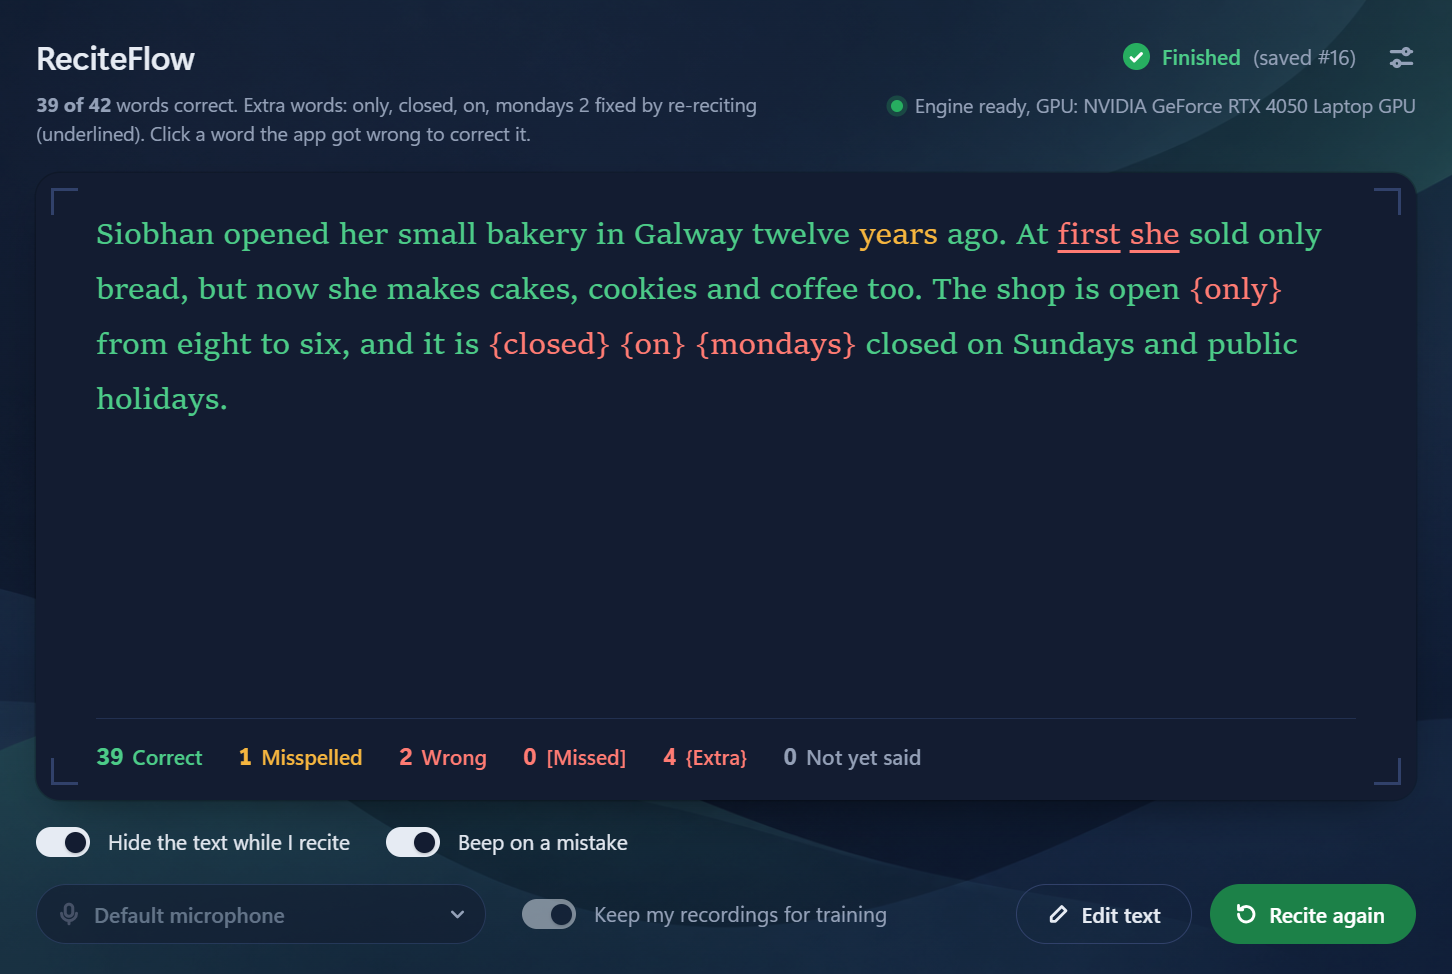 ReciteFlow
Finished (saved #16)
39 of 42 words correct. Extra words: only, closed, on, mondays 2 fixed by re-reciting
(underlined). Click a word the app got wrong to correct it.
Engine ready, GPU: NVIDIA GeForce RTX 4050 Laptop GPU
Siobhan opened her small bakery in Galway twelve years ago. At first she sold only
bread, but now she makes cakes, cookies and coffee too. The shop is open {only}
from eight to six, and it is {closed} {on} {mondays} closed on Sundays and public
holidays.
39 Correct 1 Misspelled 2 Wrong 0 [Missed] 4 {Extra} 0 Not yet said
Hide the text while I recite Beep on a mistake
Default microphone Keep my recordings for training Edit text Recite again